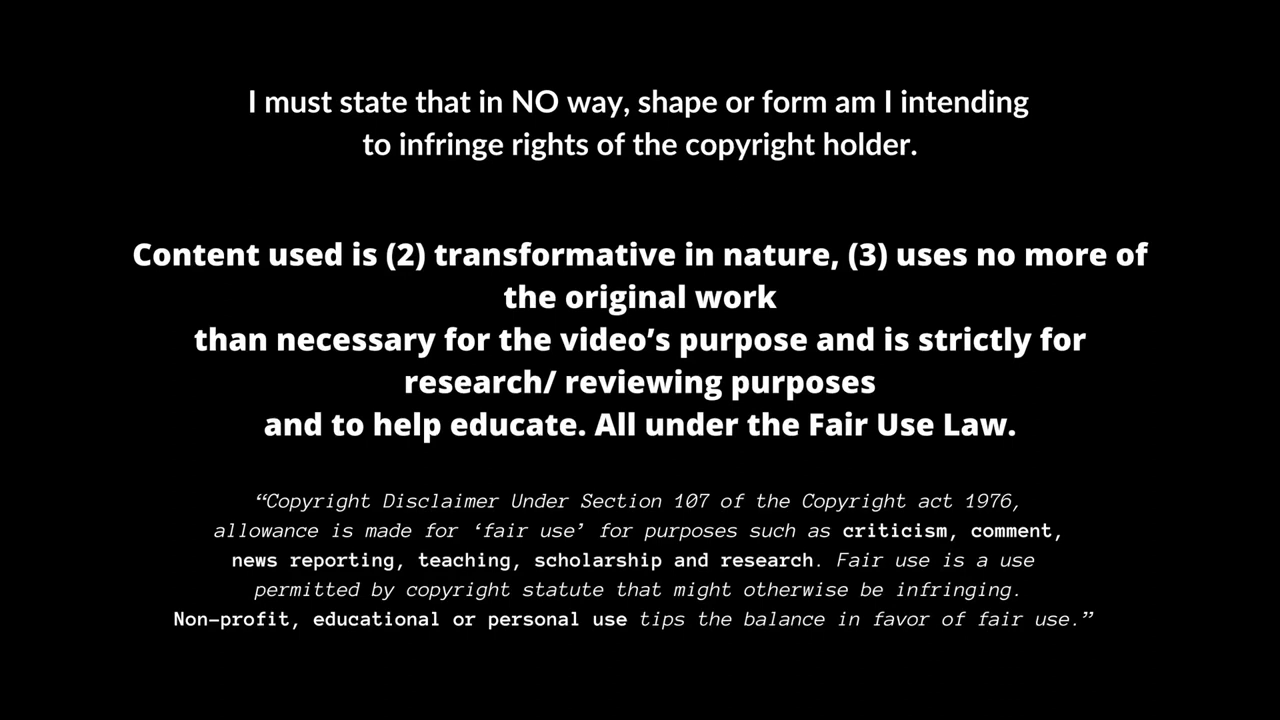 I must state that in NO way, shape or form am I intending
to infringe rights of the copyright holder.
Content used is (2) transformative in nature, (3) uses no more of
the original work
than necessary for the video’s purpose and is strictly for
research/ reviewing purposes
and to help educate. All under the Fair Use Law.
“Copyright Disclaimer Under Section 107 of the Copyright act 1976,
allowance is made for ‘fair use’ for purposes such as criticism, comment,
news reporting, teaching, scholarship and research. Fair use is a use
permitted by copyright statute that might otherwise be infringing.
Non-profit, educational or personal use tips the balance in favor of fair use.”